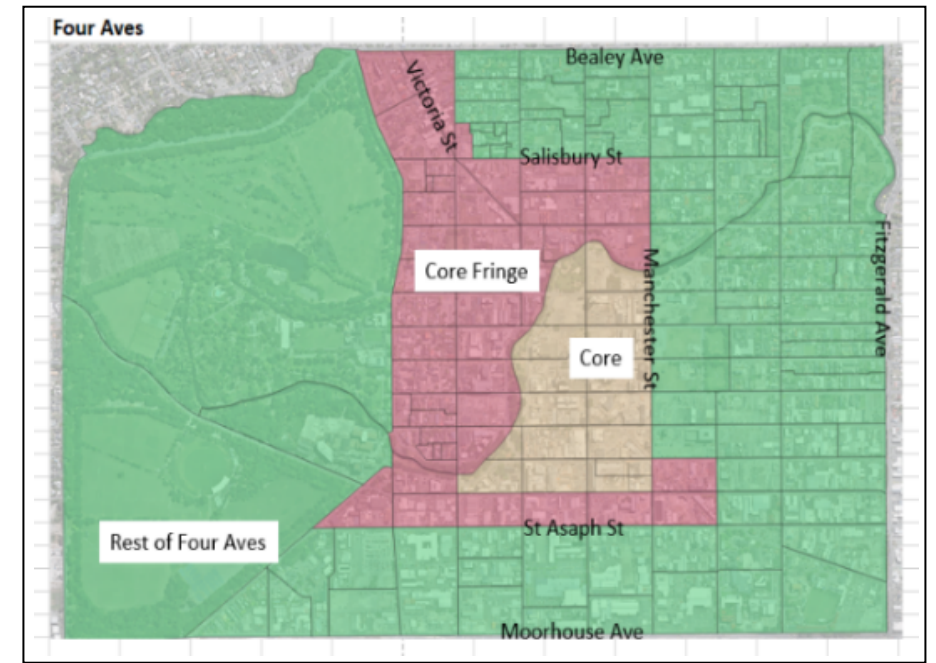 Four Aves
Bealey Ave
Victoria St
Salisbury St
Core Fringe
Manchester St
Fitzgerald Ave
Core
St Asaph St
Rest of Four Aves
Moorhouse Ave